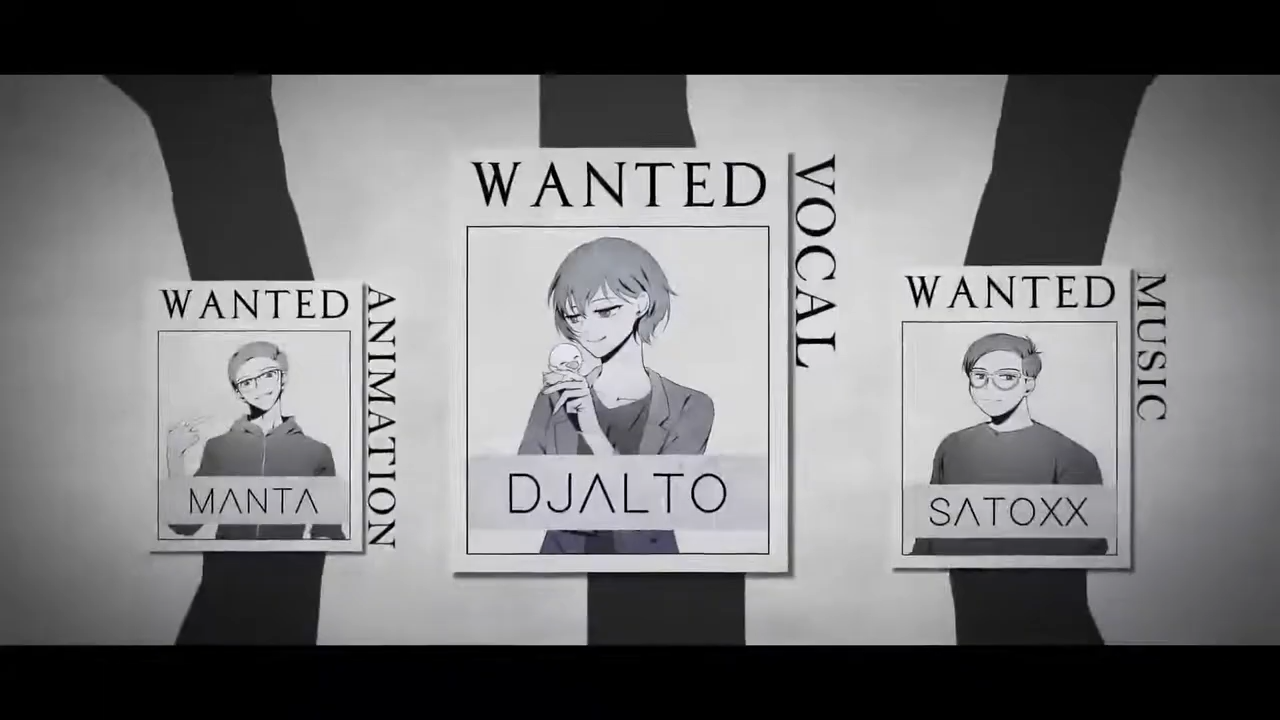 WANTED
MANTA
ANIMATION
WANTED
DJALTO
VOCAL
WANTED
SATOXX
MUSIC